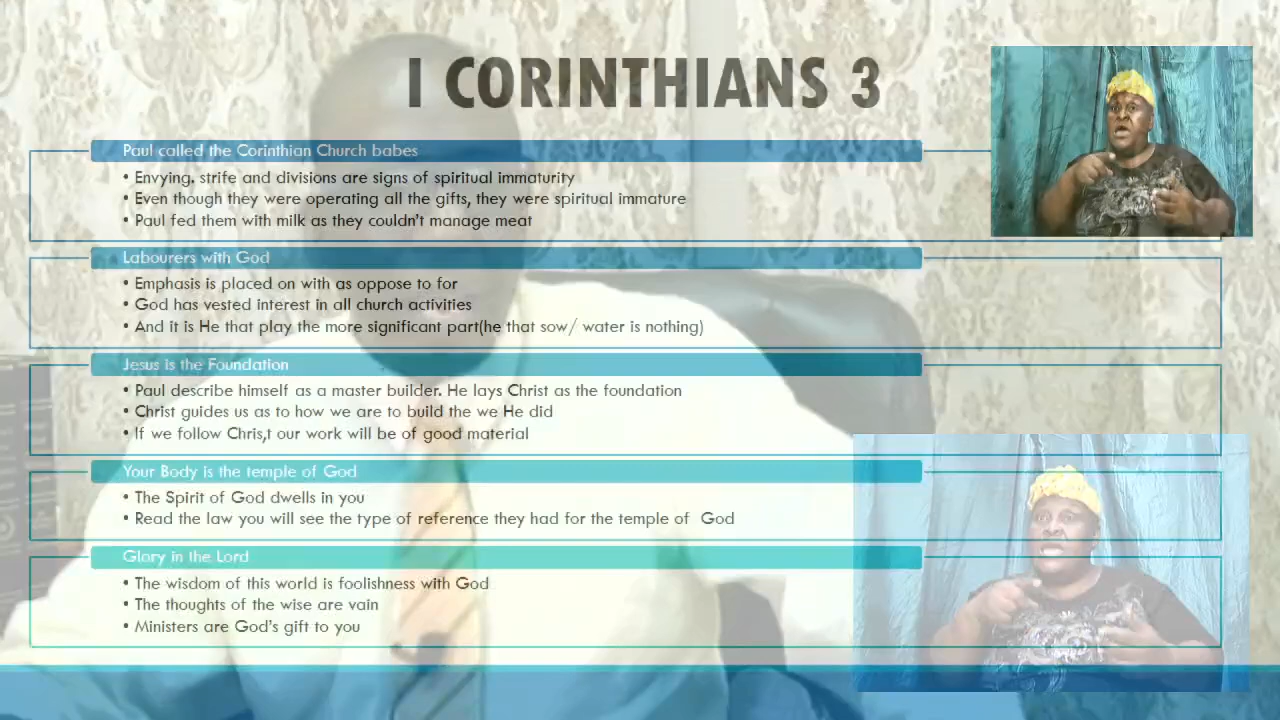 I CORINTHIANS 3
Paul called the Corinthian Church babes
• Envying, strife and divisions are signs of spiritual immaturity
• Even though they were operating all the gifts, they were spiritual immature
• Paul fed them with milk as they couldn't manage meat
Labourers with God
• Emphasis is placed on with as oppose to for
• God has vested interest in all church activities
• And it is He that play the more significant part(he that sow/ water is nothing)
Jesus is the Foundation
• Paul describe himself as a master builder. He lays Christ as the foundation
• Christ guides us as to how we are to build the we He did
• If we follow Chris,t our work will be of good material
Your Body is the temple of God
• The Spirit of God dwells in you
• Read the law you will see the type of reference they had for the temple of God
Glory in the Lord
• The wisdom of this world is foolishness with God
• The thoughts of the wise are vain
• Ministers are God's gift to you